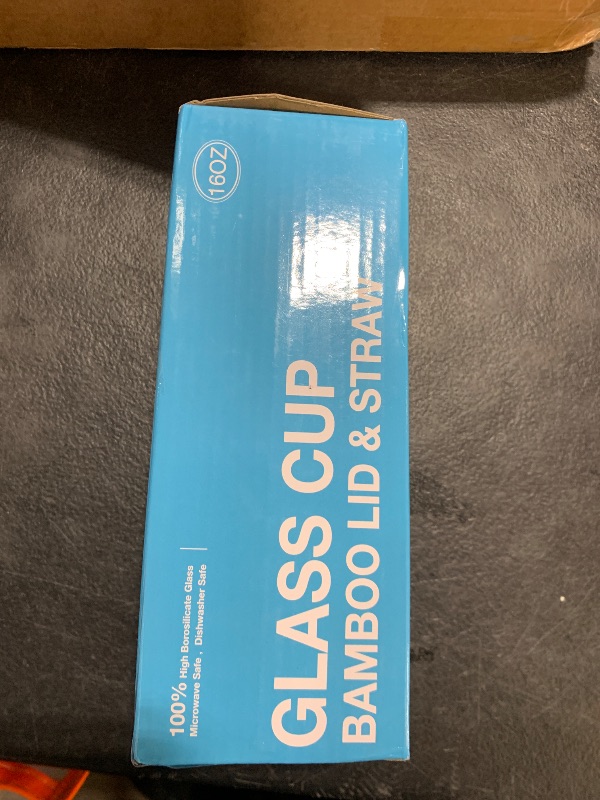 16OZ
100% High Borosilicate Glass
Microwave Safe , Dishwasher Safe
GLASS CUP
BAMBOO LID & STRAW